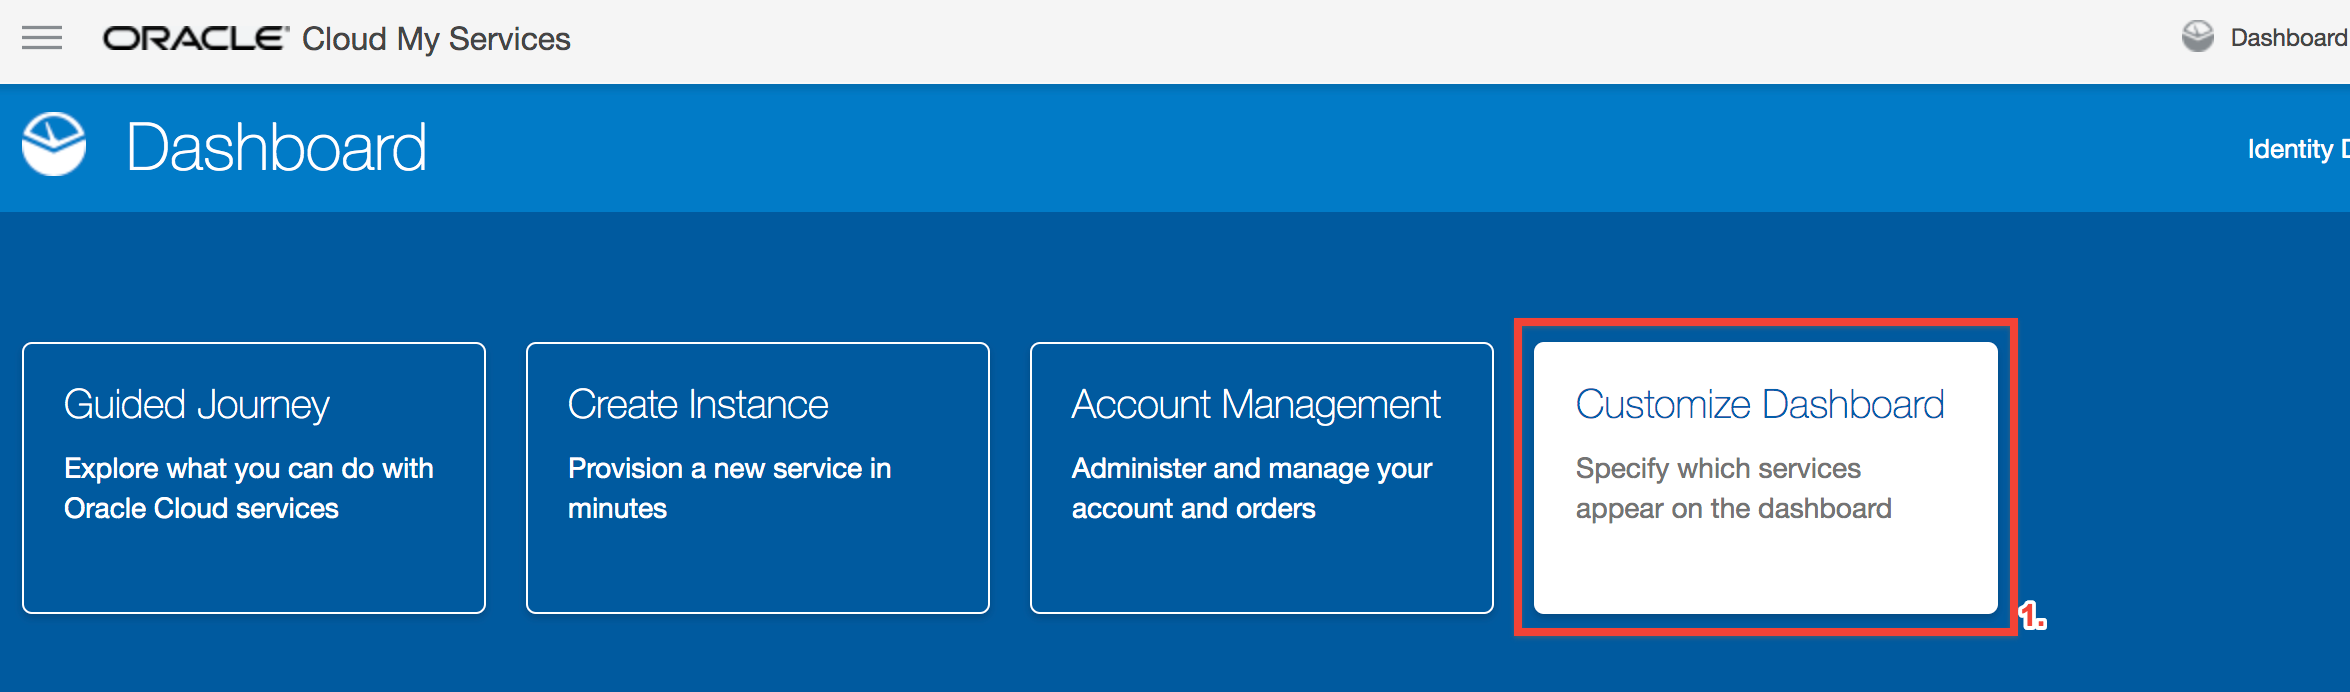 ORACLE Cloud My Services
Dashboard
Dashboard
Identity
Guided Journey
Explore what you can do with
Oracle Cloud services
Create Instance
Provision a new service in
minutes
Account Management
Administer and manage your
account and orders
Customize Dashboard
Specify which services
appear on the dashboard
1.